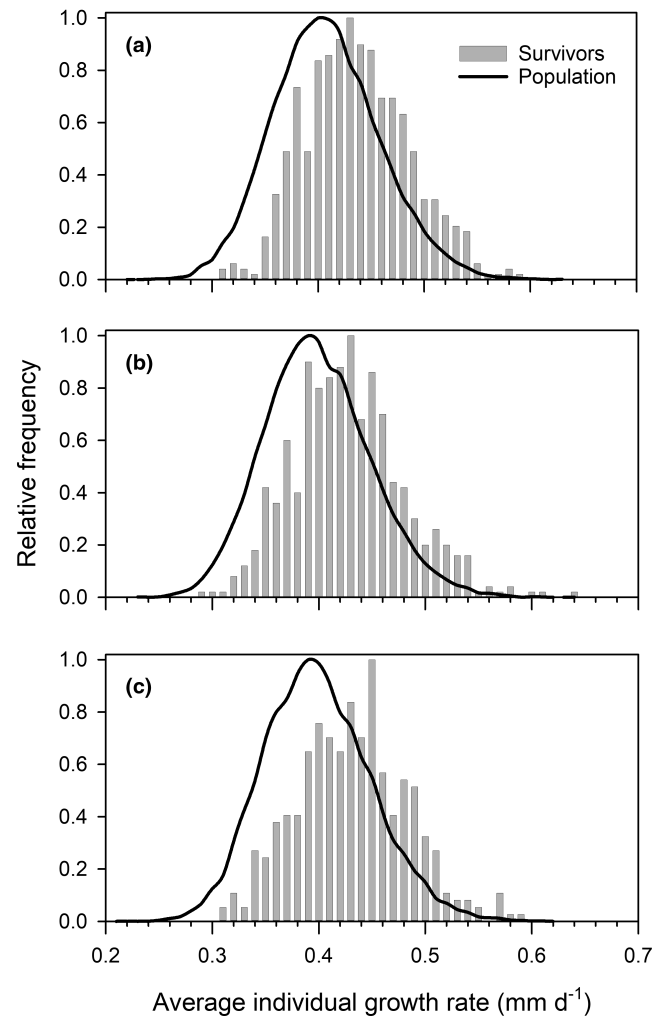 1.0
(a)
Survivors
Population
0.8
0.6
0.4
0.2
0.0
Relative frequency
1.0
(b)
0.8
0.6
0.4
0.2
0.0
1.0
(c)
0.8
0.6
0.4
0.2
0.0
0.2 0.3 0.4 0.5 0.6 0.7
Average individual growth rate (mm d⁻¹)